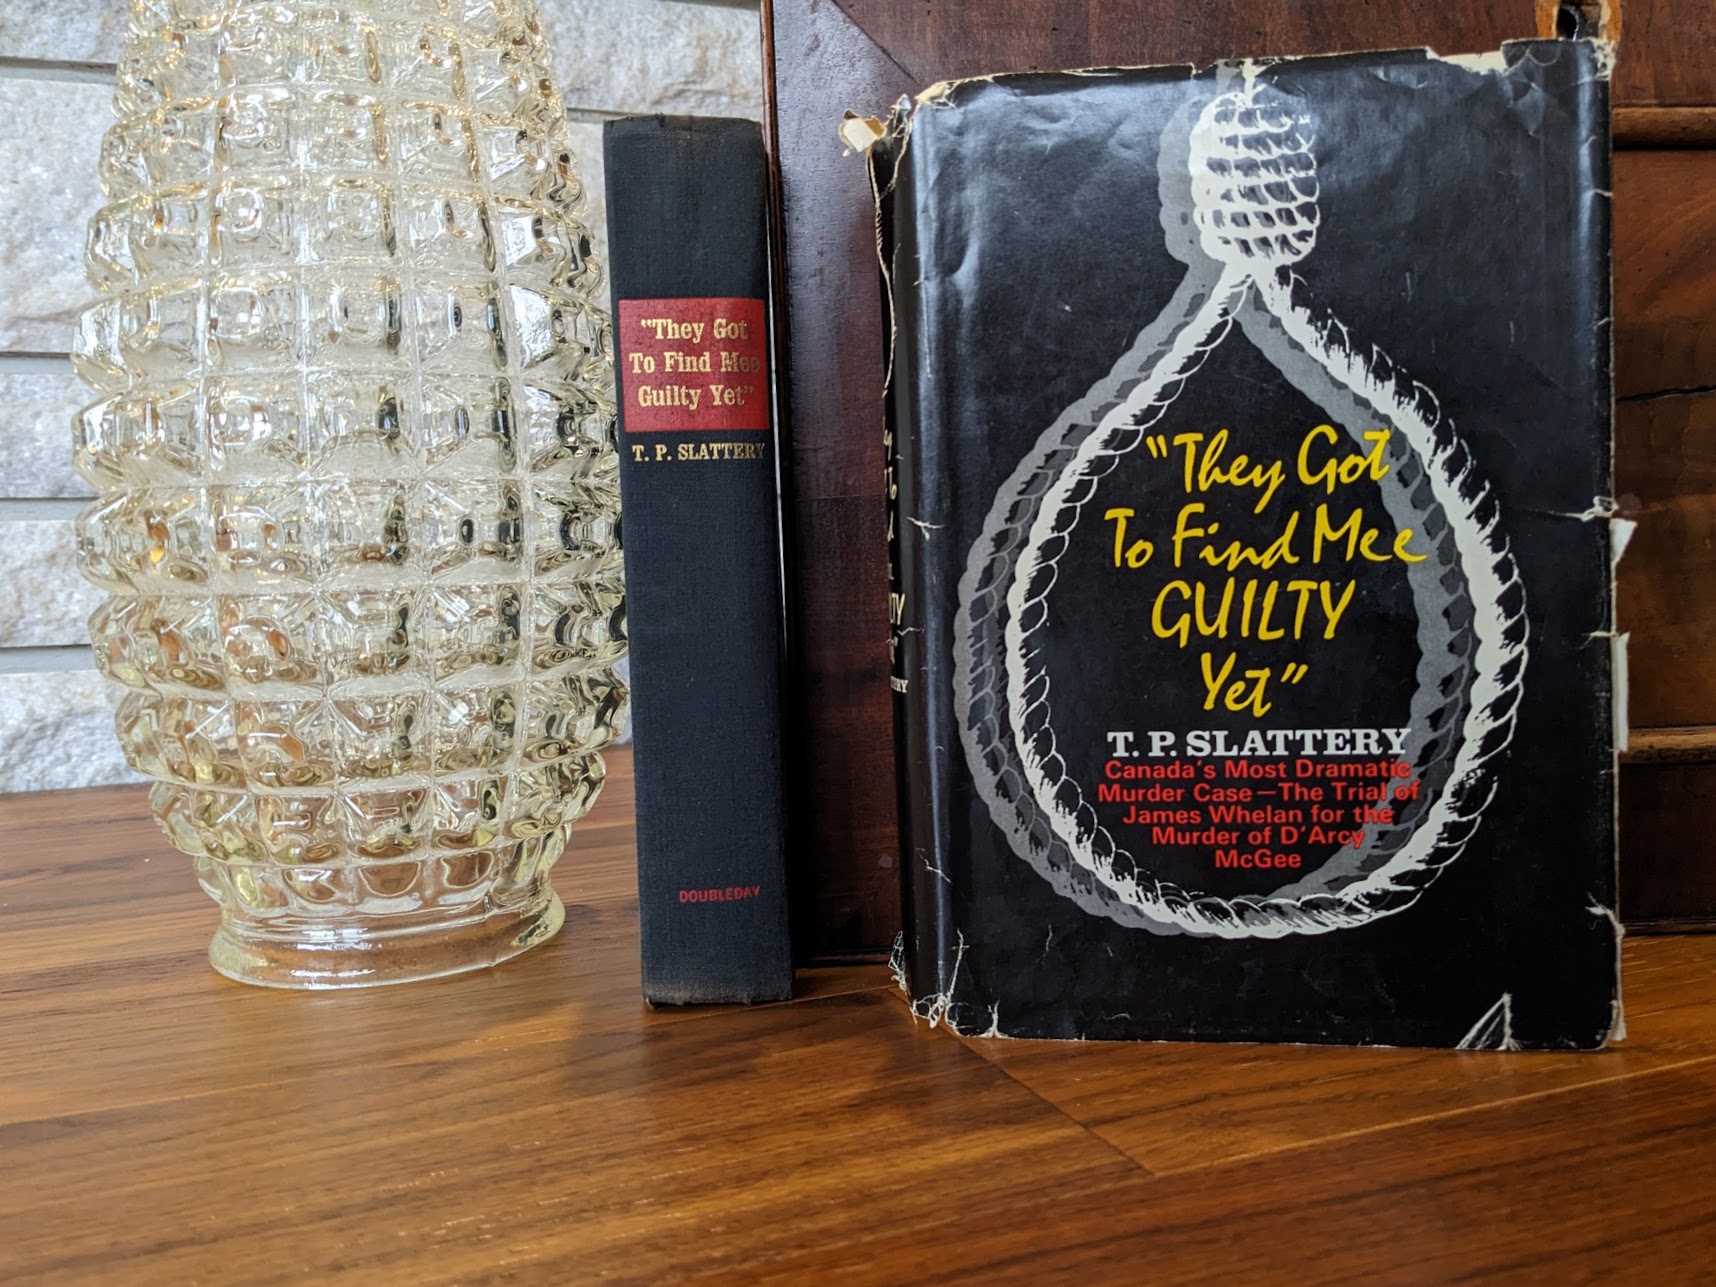 “They Got
To Find Mee
Guilty Yet”
T. P. SLATTERY
DOUBLEDAY
“They Got
To Find Mee
GUILTY
Yet”
T. P. SLATTERY
Canada's Most Dramatic
Murder Case—The Trial of
James Whelan for the
Murder of D'Arcy
McGee